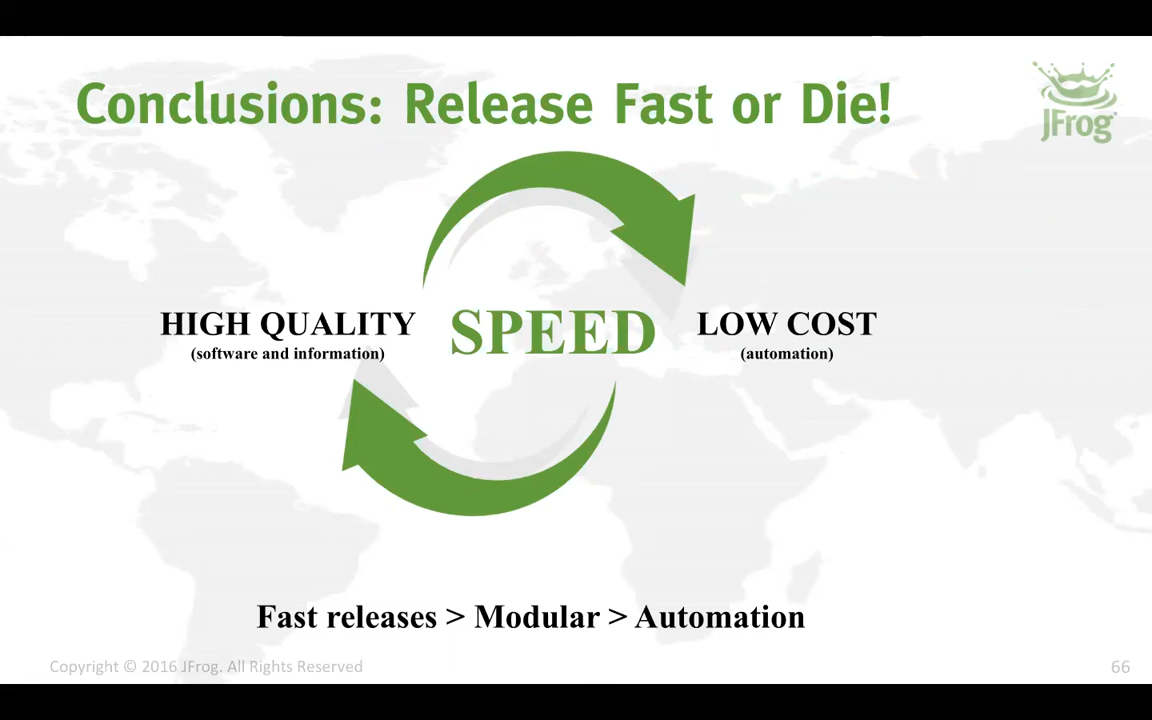 Conclusions: Release Fast or Die!
JFrog
HIGH QUALITY
(software and information)
SPEED
LOW COST
(automation)
Fast releases > Modular > Automation
Copyright © 2016 JFrog. All Rights Reserved
66